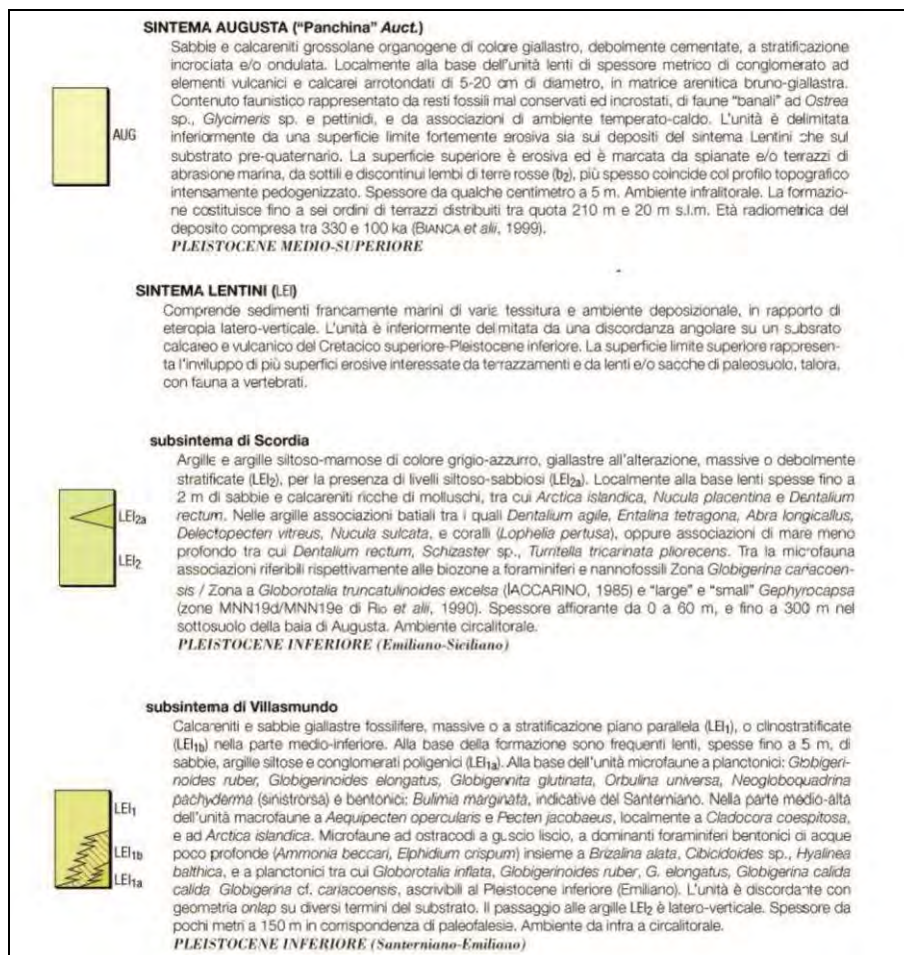 SINTEMA AUGUSTA ("Panchina" Auct.)
Sabbie e calcareniti grossolane organogene di colore giallastro, debolmente cementate, a stratificazione
incrociata e/o ondulata. Localmente alla base dell'unità lenti di spessore metrico di conglomerato ad
elementi vulcanici e calcarei arrotondati di 5-20 cm di diametro, in matrice arenitica bruno-giallastra.
Contenuto faunistico rappresentato da resti fossili mal conservati ed incrostati, di faune "banali" ad Ostrea
sp., Glycimeris sp. e pettinidi, e da associazioni di ambiente temperato-caldo. L'unità è delimitata
inferiormente da una superficie limite fortemente erosiva sia sui depositi del sintema Lentini che sul
substrato pre-quaternario. La superficie superiore è erosiva ed è marcata da spianate e/o terrazzi di
abrasione marina, da sottili e discontinui lembi di terre rosse (b2), più spesso coincide col profilo topografico
intensamente pedogenizzato. Spessore da qualche centimetro a 5 m. Ambiente infralitorale. La formazio-
ne costituisce fino a sei ordini di terrazzi distribuiti tra quota 210 m e 20 m s.l.m. Età radiometrica del
deposito compresa tra 330 e 100 ka (BIANCA et alii, 1999).
PLEISTOCENE MEDIO-SUPERIORE
AUG
SINTEMA LENTINI (LEI)
Comprende sedimenti francamente marini di varia tessitura e ambiente deposizionale, in rapporto di
eteropia latero-verticale. L'unità è inferiormente delimitata da una discordanza angolare su un subsrato
calcareo e vulcanico del Cretacico superiore-Pleistocene inferiore. La superficie limite superiore rappresen-
ta l'inviluppo di più superfici erosive interessate da terrazzamenti e da lenti e/o sacche di paleosuolo, talora,
con fauna a vertebrati.
subsintema di Scordia
Argille e argille siltoso-marnose di colore grigio-azzurro, giallastre all'alterazione, massive o debolmente
stratificate (LEI2), per la presenza di livelli siltoso-sabbiosi (LEI2a). Localmente alla base lenti spesse fino a
2 m di sabbie e calcareniti ricche di molluschi, tra cui Arctica islandica, Nucula placentina e Dentalium
rectum. Nelle argille associazioni batiali tra i quali Dentalium agile, Entalina tetragona, Abra longicallus,
Delectopecten vitreus, Nucula sulcata, e coralli (Lophelia pertusa), oppure associazioni di mare meno
profondo tra cui Dentalium rectum, Schizaster sp., Turritella tricarinata pliorecens. Tra la microfauna
associazioni riferibili rispettivamente alle biozone a foraminiferi e nannofossili Zona Globigerina cariacoen-
sis / Zona a Globorotalia truncatulinoides excelsa (IACCARINO, 1985) e "large" e "small" Gephyrocapsa
(zone MNN19d/MNN19e di RIO et alii, 1990). Spessore affiorante da 0 a 60 m, e fino a 300 m nel
sottosuolo della baia di Augusta. Ambiente circalitorale.
PLEISTOCENE INFERIORE (Emiliano-Siciliano)
LEI2a
LEI2
subsintema di Villasmundo
Calcareniti e sabbie giallastre fossilifere, massive o a stratificazione piano parallela (LEI1), o clinostratificate
(LEI1b) nella parte medio-inferiore. Alla base della formazione sono frequenti lenti, spesse fino a 5 m, di
sabbie, argille siltose e conglomerati poligenici (LEI1a). Alla base dell'unità microfaune a planctonici: Globigeri-
noides ruber, Globigerinoides elongatus, Globigennita glutinata, Orbulina universa, Neogloboquadrina
pachyderma (sinistrorsa) e bentonici: Bulimia marginata, indicative del Santerniano. Nella parte medio-alta
dell'unità macrofaune a Aequipecten opercularis e Pecten jacobaeus, localmente a Cladocora coespitosa,
e ad Arctica islandica. Microfaune ad ostracodi a guscio liscio, a dominanti foraminiferi bentonici di acque
poco profonde (Ammonia beccari, Elphidium crispum) insieme a Brizalina alata, Cibicidoides sp., Hyalinea
balthica, e a planctonici tra cui Globorotalia inflata, Globigerinoides ruber, G. elongatus, Globigerina calida
calida Globigerina cf. cariacoensis, ascrivibili al Pleistocene inferiore (Emiliano). L'unità è discordante con
geometria onlap su diversi termini del substrato. Il passaggio alle argille LEI2 è latero-verticale. Spessore da
pochi metri a 150 m in corrispondenza di paleofalesie. Ambiente da infra a circalitorale.
PLEISTOCENE INFERIORE (Santerniano-Emiliano)
LEI1
LEI1b
LEI1a